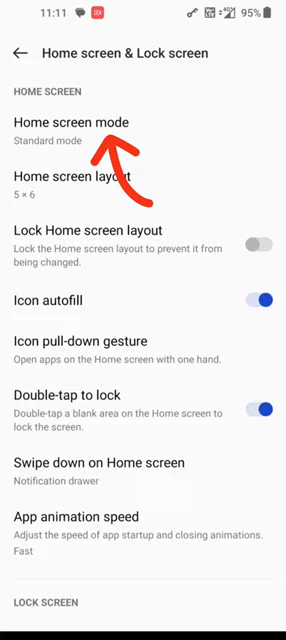 11:11
4G
95%
Home screen & Lock screen
HOME SCREEN
Home screen mode
Standard mode
Home screen layout
5 × 6
Lock Home screen layout
Lock the Home screen layout to prevent it from
being changed.
Icon autofill
Icon pull-down gesture
Open apps on the Home screen with one hand.
Double-tap to lock
Double-tap a blank area on the Home screen to
lock the screen.
Swipe down on Home screen
Notification drawer
App animation speed
Adjust the speed of app startup and closing animations.
Fast
LOCK SCREEN